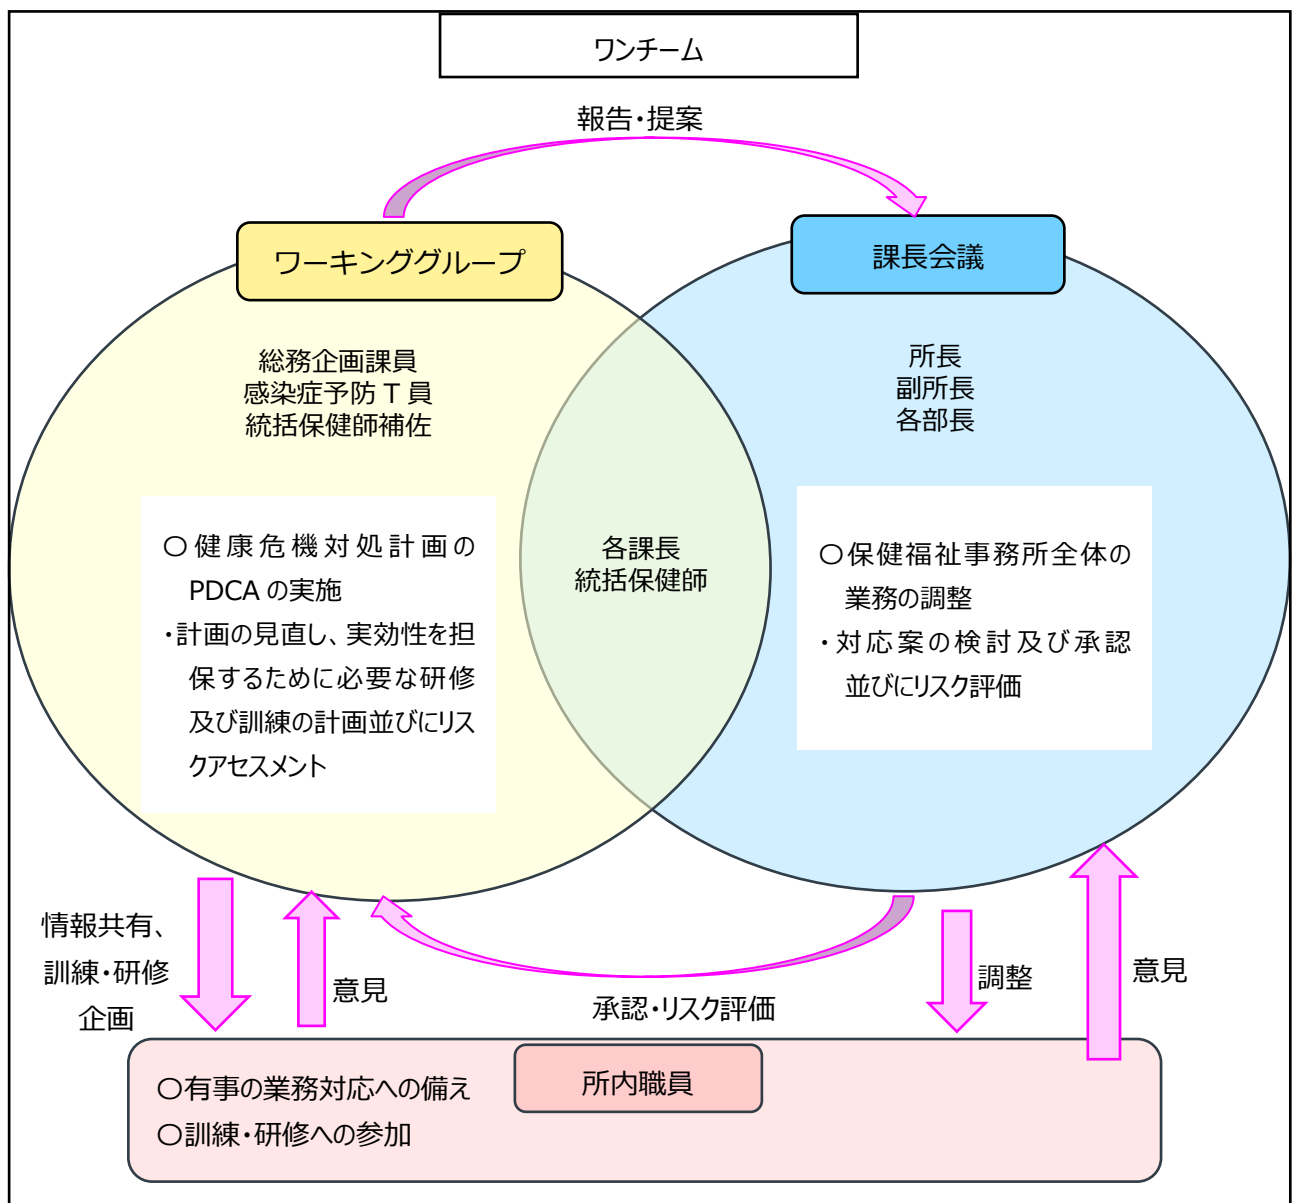 ワンチーム
報告・提案
ワーキンググループ
課長会議
総務企画課員
感染症予防T員
統括保健師補佐
所長
副所長
各部長
〇健康危機対処計画の
PDCAの実施
・計画の見直し、実効性を担
保するために必要な研修
及び訓練の計画並びにリス
クアセスメント
各課長
統括保健師
〇保健福祉事務所全体の
業務の調整
・対応案の検討及び承認
並びにリスク評価
情報共有、
訓練・研修
企画
意見
承認・リスク評価
調整
意見
所内職員
〇有事の業務対応への備え
〇訓練・研修への参加